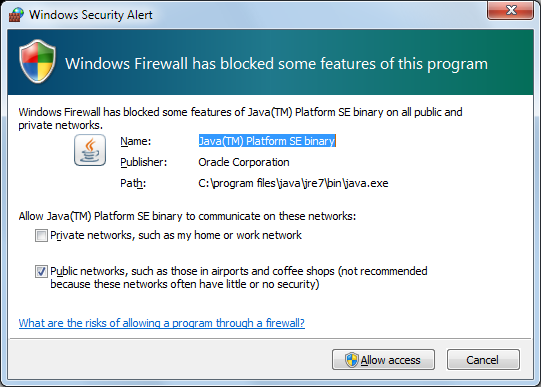 Windows Security Alert
Windows Firewall has blocked some features of this program
Windows Firewall has blocked some features of Java(TM) Platform SE binary on all public and
private networks.
Name: Java(TM) Platform SE binary
Publisher: Oracle Corporation
Path: C:\program files\java\jre7\bin\java.exe
Allow Java(TM) Platform SE binary to communicate on these networks:
Private networks, such as my home or work network
Public networks, such as those in airports and coffee shops (not recommended
because these networks often have little or no security)
What are the risks of allowing a program through a firewall?
Allow access Cancel